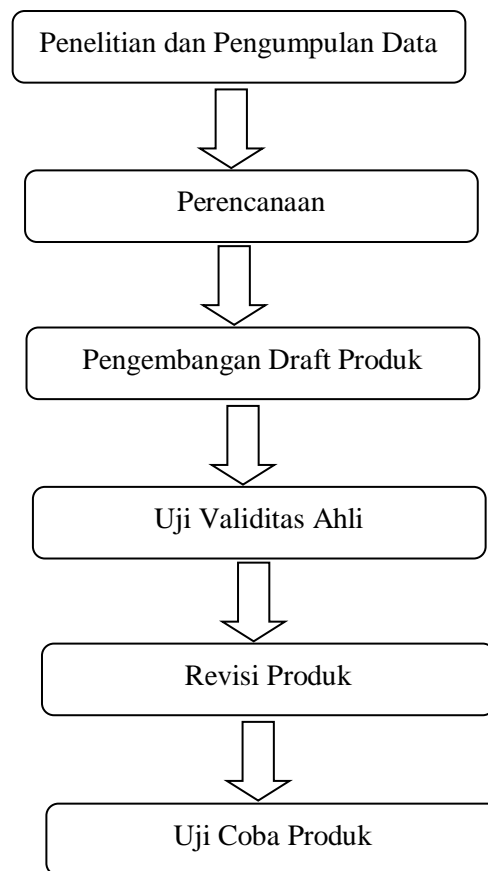 Penelitian dan Pengumpulan Data
Perencanaan
Pengembangan Draft Produk
Uji Validitas Ahli
Revisi Produk
Uji Coba Produk